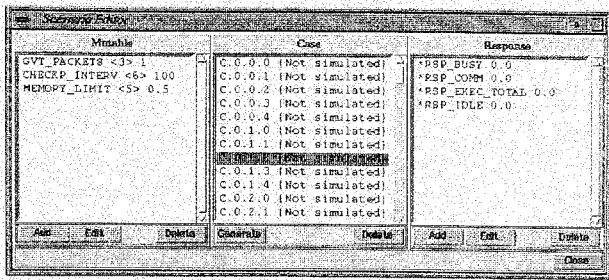 Scenario Editor
Mutable
GVT_PACKETS <3> 1
CHECKP_INTERV <6> 100
MEMORY_LIMIT <5> 0.5
Add Edit Delete
Case
C.0.0.0 (Not simulated)
C.0.0.1 (Not simulated)
C.0.0.2 (Not simulated)
C.0.0.3 (Not simulated)
C.0.0.4 (Not simulated)
C.0.1.0 (Not simulated)
C.0.1.1 (Not simulated)
C.0.1.3 (Not simulated)
C.0.1.4 (Not simulated)
C.0.2.0 (Not simulated)
C.0.2.1 (Not simulated)
Generate Delete
Response
*RSP_BUSY 0.0
*RSP_COMM 0.0
*RSP_EXEC_TOTAL 0.0
*RSP_IDLE 0.0
Add Edit Delete
Close